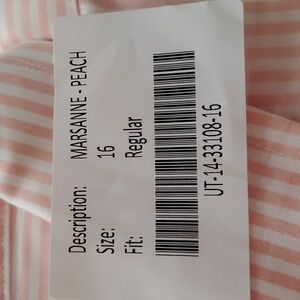 Description: MARSANNE - PEACH
Size: 16
Fit: Regular
UT-14-33108-16